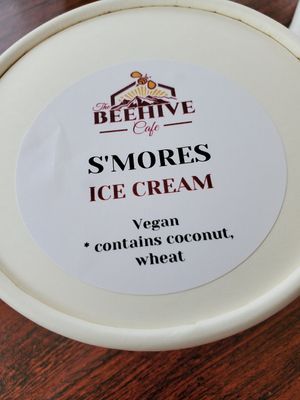 The
BEEHIVE
Cafe
S'MORES
ICE CREAM
Vegan
* contains coconut,
wheat